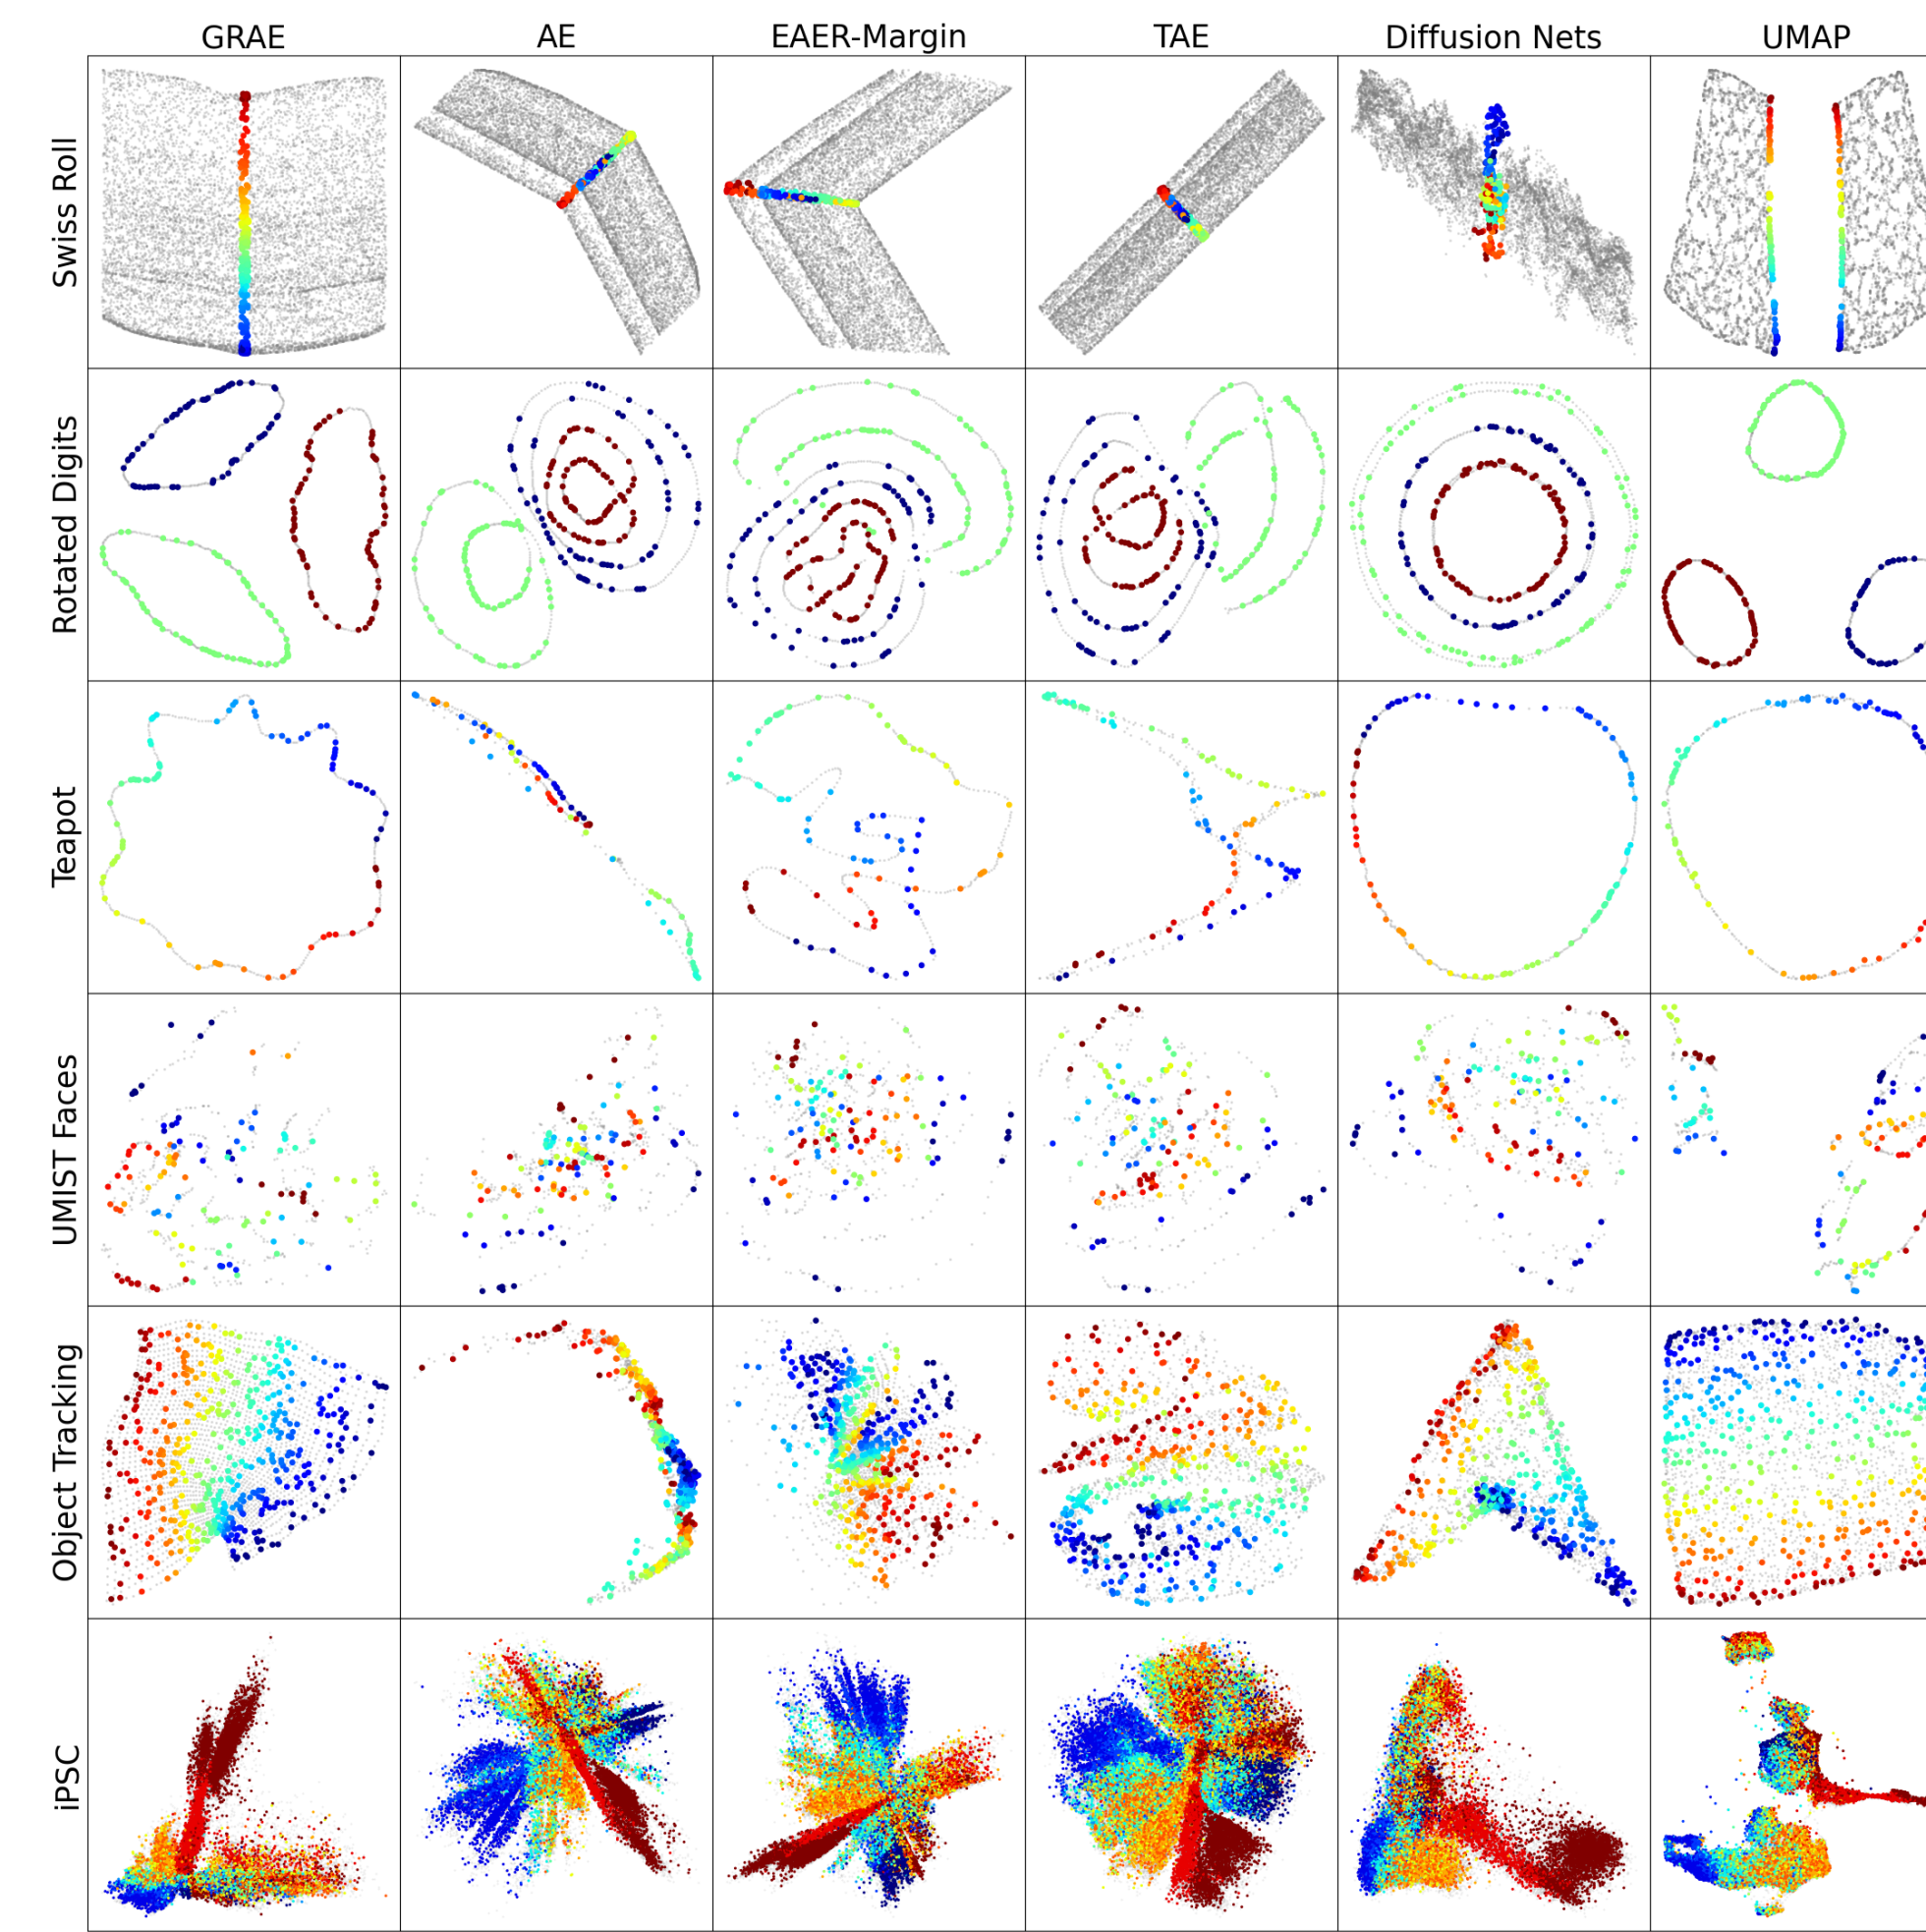 GRAE AE EAER-Margin TAE Diffusion Nets UMAP
Swiss Roll
Rotated Digits
Teapot
UMIST Faces
Object Tracking
iPSC